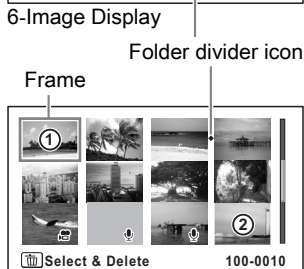 6-Image Display
Folder divider icon
Frame
1
2
Select & Delete 100-0010